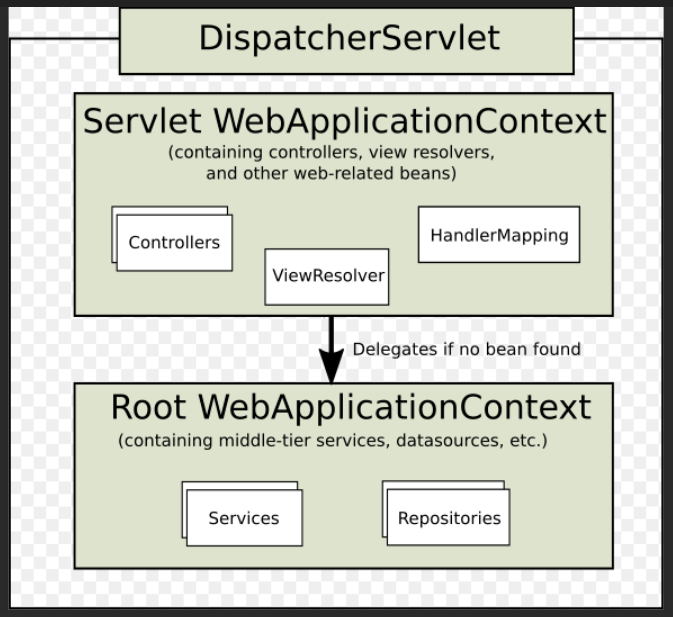 DispatcherServlet
Servlet WebApplicationContext
(containing controllers, view resolvers,
and other web-related beans)
Controllers
HandlerMapping
ViewResolver
Delegates if no bean found
Root WebApplicationContext
(containing middle-tier services, datasources, etc.)
Services
Repositories